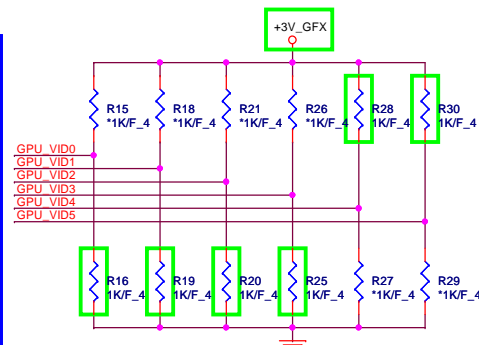 +3V_GFX
R15
*1K/F_4
R18
*1K/F_4
R21
*1K/F_4
R26
*1K/F_4
R28
1K/F_4
R30
1K/F_4
GPU_VID0
GPU_VID1
GPU_VID2
GPU_VID3
GPU_VID4
GPU_VID5
R16
1K/F_4
R19
1K/F_4
R20
1K/F_4
R25
1K/F_4
R27
*1K/F_4
R29
*1K/F_4